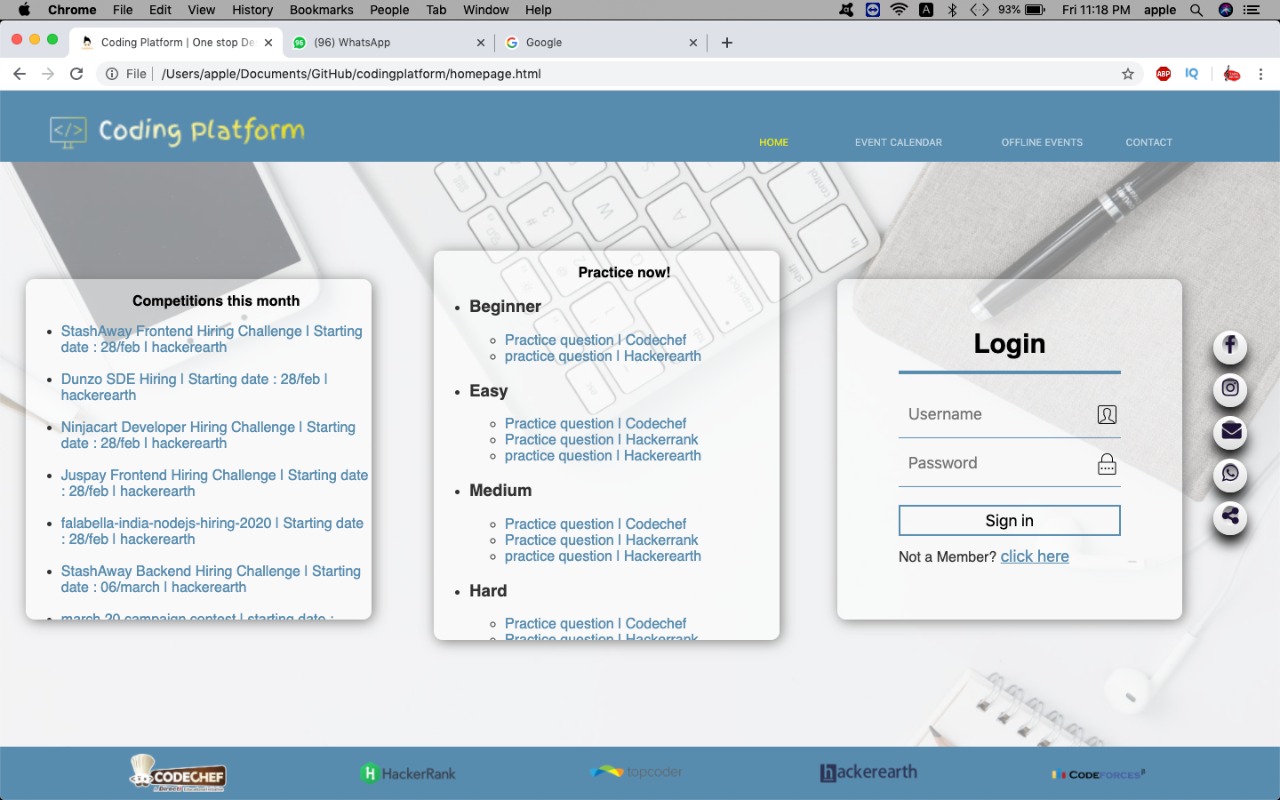 Chrome File Edit View History Bookmarks People Tab Window Help 93% Fri 11:18 PM apple
Coding Platform | One stop De
(96) WhatsApp
Google
File /Users/apple/Documents/GitHub/codingplatform/homepage.html
ABP
IQ
</> Coding Platform
HOME EVENT CALENDAR OFFLINE EVENTS CONTACT
Competitions this month
StashAway Frontend Hiring Challenge | Starting
date : 28/feb | hackerearth
Dunzo SDE Hiring | Starting date : 28/feb |
hackerearth
Ninjacart Developer Hiring Challenge | Starting
date : 28/feb | hackerearth
Juspay Frontend Hiring Challenge | Starting date
: 28/feb | hackerearth
falabella-india-nodejs-hiring-2020 | Starting date
: 28/feb | hackerearth
StashAway Backend Hiring Challenge | Starting
date : 06/march | hackerearth
march 20 campaign contest | starting date :
Practice now!
Beginner
Practice question | Codechef
practice question | Hackerearth
Easy
Practice question | Codechef
Practice question | Hackerrank
practice question | Hackerearth
Medium
Practice question | Codechef
Practice question | Hackerrank
practice question | Hackerearth
Hard
Practice question | Codechef
Practice question | Hackerrank
Login
Username
Password
Sign in
Not a Member? click here
CODECHEF
HackerRank
topcoder
hackerearth
CODEFORCES β